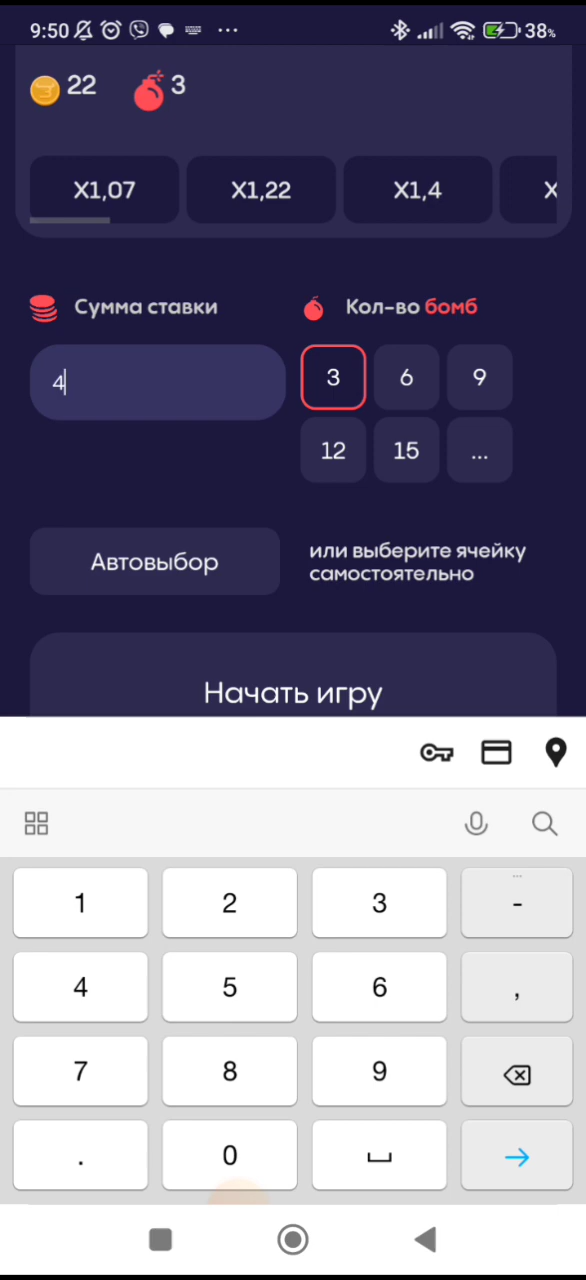 9:50 ... 38%
22 3
X1,07 X1,22 X1,4 X
Сумма ставки
Кол-во бомб
4
3 6 9
12 15 ...
Автовыбор
или выберите ячейку
самостоятельно
Начать игру
1 2 3 -
4 5 6 ,
7 8 9
. 0